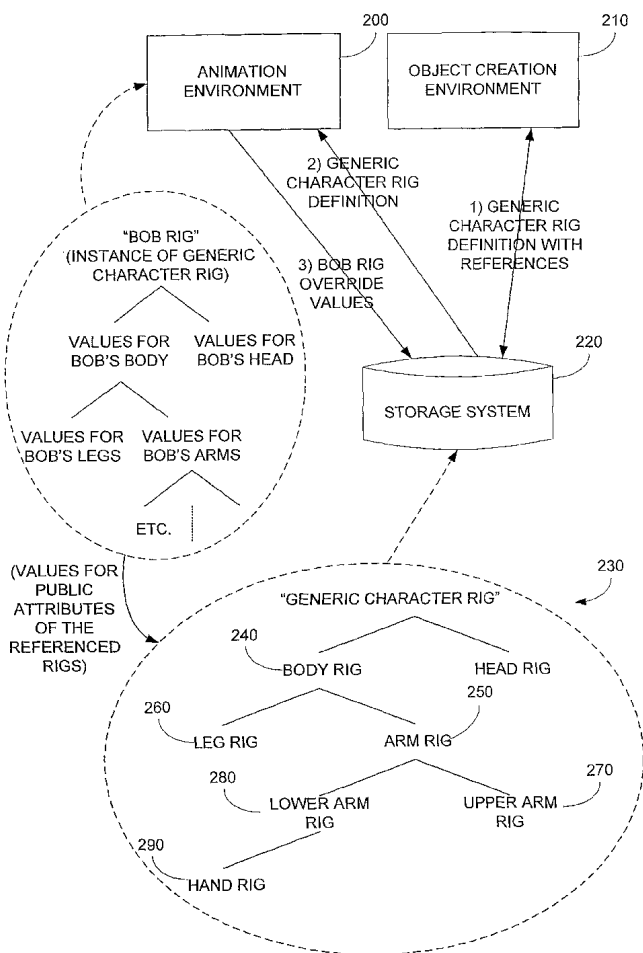 200
210
ANIMATION
ENVIRONMENT
OBJECT CREATION
ENVIRONMENT
2) GENERIC
CHARACTER RIG
DEFINITION
1) GENERIC
CHARACTER RIG
DEFINITION WITH
REFERENCES
3) BOB RIG
OVERRIDE
VALUES
"BOB RIG"
(INSTANCE OF GENERIC
CHARACTER RIG)
VALUES FOR
BOB'S BODY
VALUES FOR
BOB'S HEAD
VALUES FOR
BOB'S LEGS
VALUES FOR
BOB'S ARMS
ETC.
220
STORAGE SYSTEM
(VALUES FOR
PUBLIC
ATTRIBUTES
OF THE
REFERENCED
RIGS)
230
"GENERIC CHARACTER RIG"
240
BODY RIG
HEAD RIG
260
250
LEG RIG
ARM RIG
280
270
LOWER ARM
RIG
UPPER ARM
RIG
290
HAND RIG